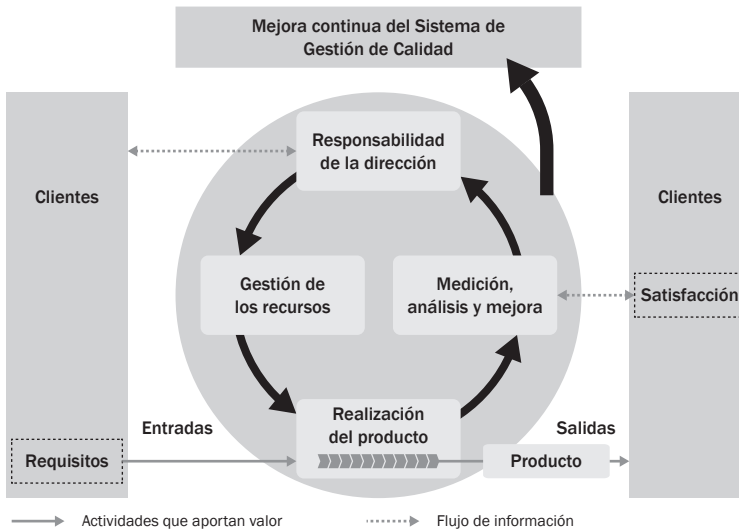 Mejora continua del Sistema de
Gestión de Calidad
Responsabilidad
de la dirección
Clientes
Clientes
Gestión de
los recursos
Medición,
análisis y mejora
Satisfacción
Realización
del producto
Entradas
Salidas
Requisitos
Producto
Actividades que aportan valor
Flujo de información